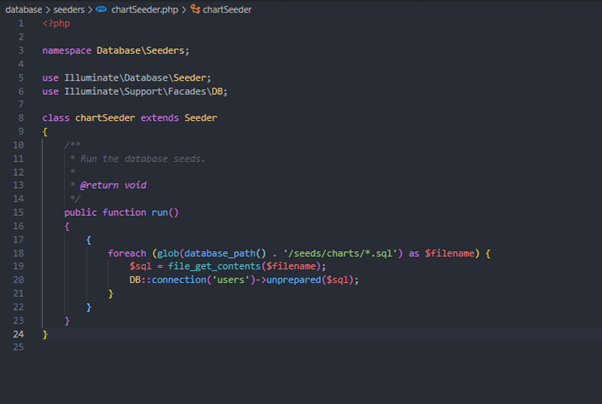 database > seeders > chartSeeder.php > chartSeeder
1 <?php
2
3 namespace Database\Seeders;
4
5 use Illuminate\Database\Seeder;
6 use Illuminate\Support\Facades\DB;
7
8 class chartSeeder extends Seeder
9 {
10     /**
11      * Run the database seeds.
12      *
13      * @return void
14      */
15     public function run()
16     {
17         {
18             foreach (glob(database_path() . '/seeds/charts/*.sql') as $filename) {
19                 $sql = file_get_contents($filename);
20                 DB::connection('users')->unprepared($sql);
21             }
22         }
23     }
24 }
25